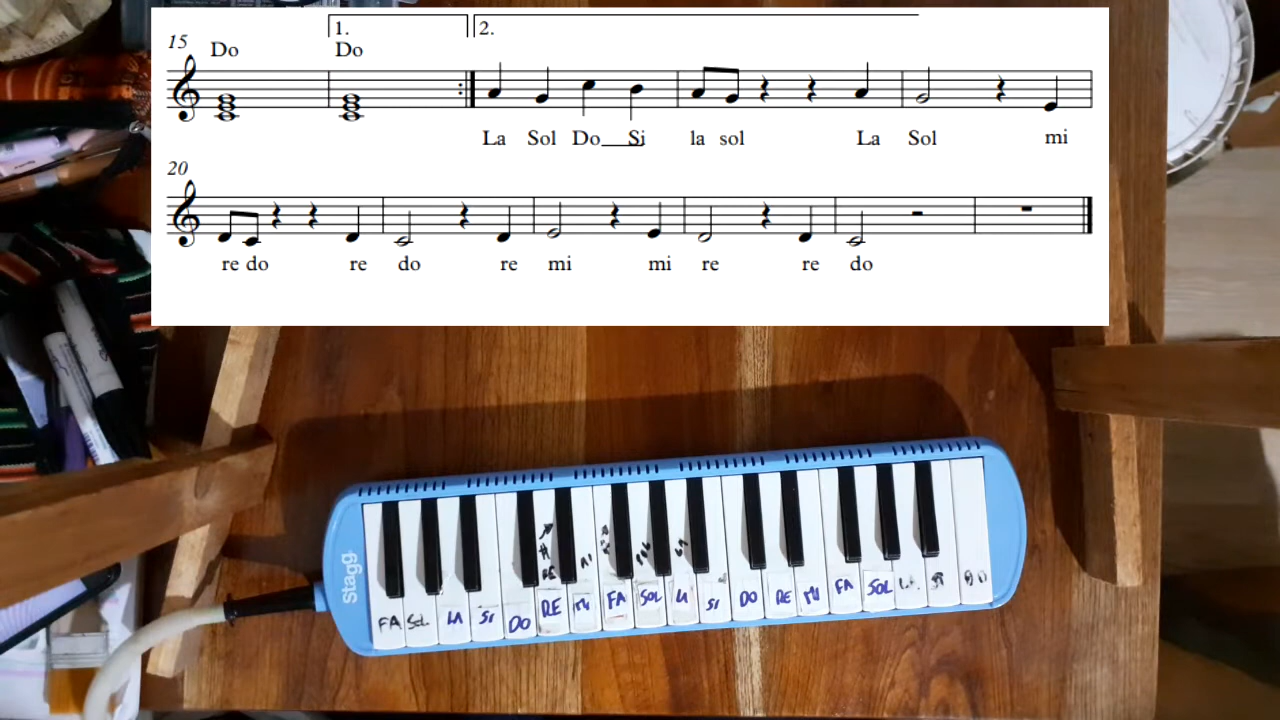 1.
2.
15
Do
Do
La Sol Do__Si la sol La Sol mi
20
re do re do re mi mi re re do
Stagg
FA SOL LA SI DO RE MI FA SOL LA SI DO RE MI FA SOL LA SI DO